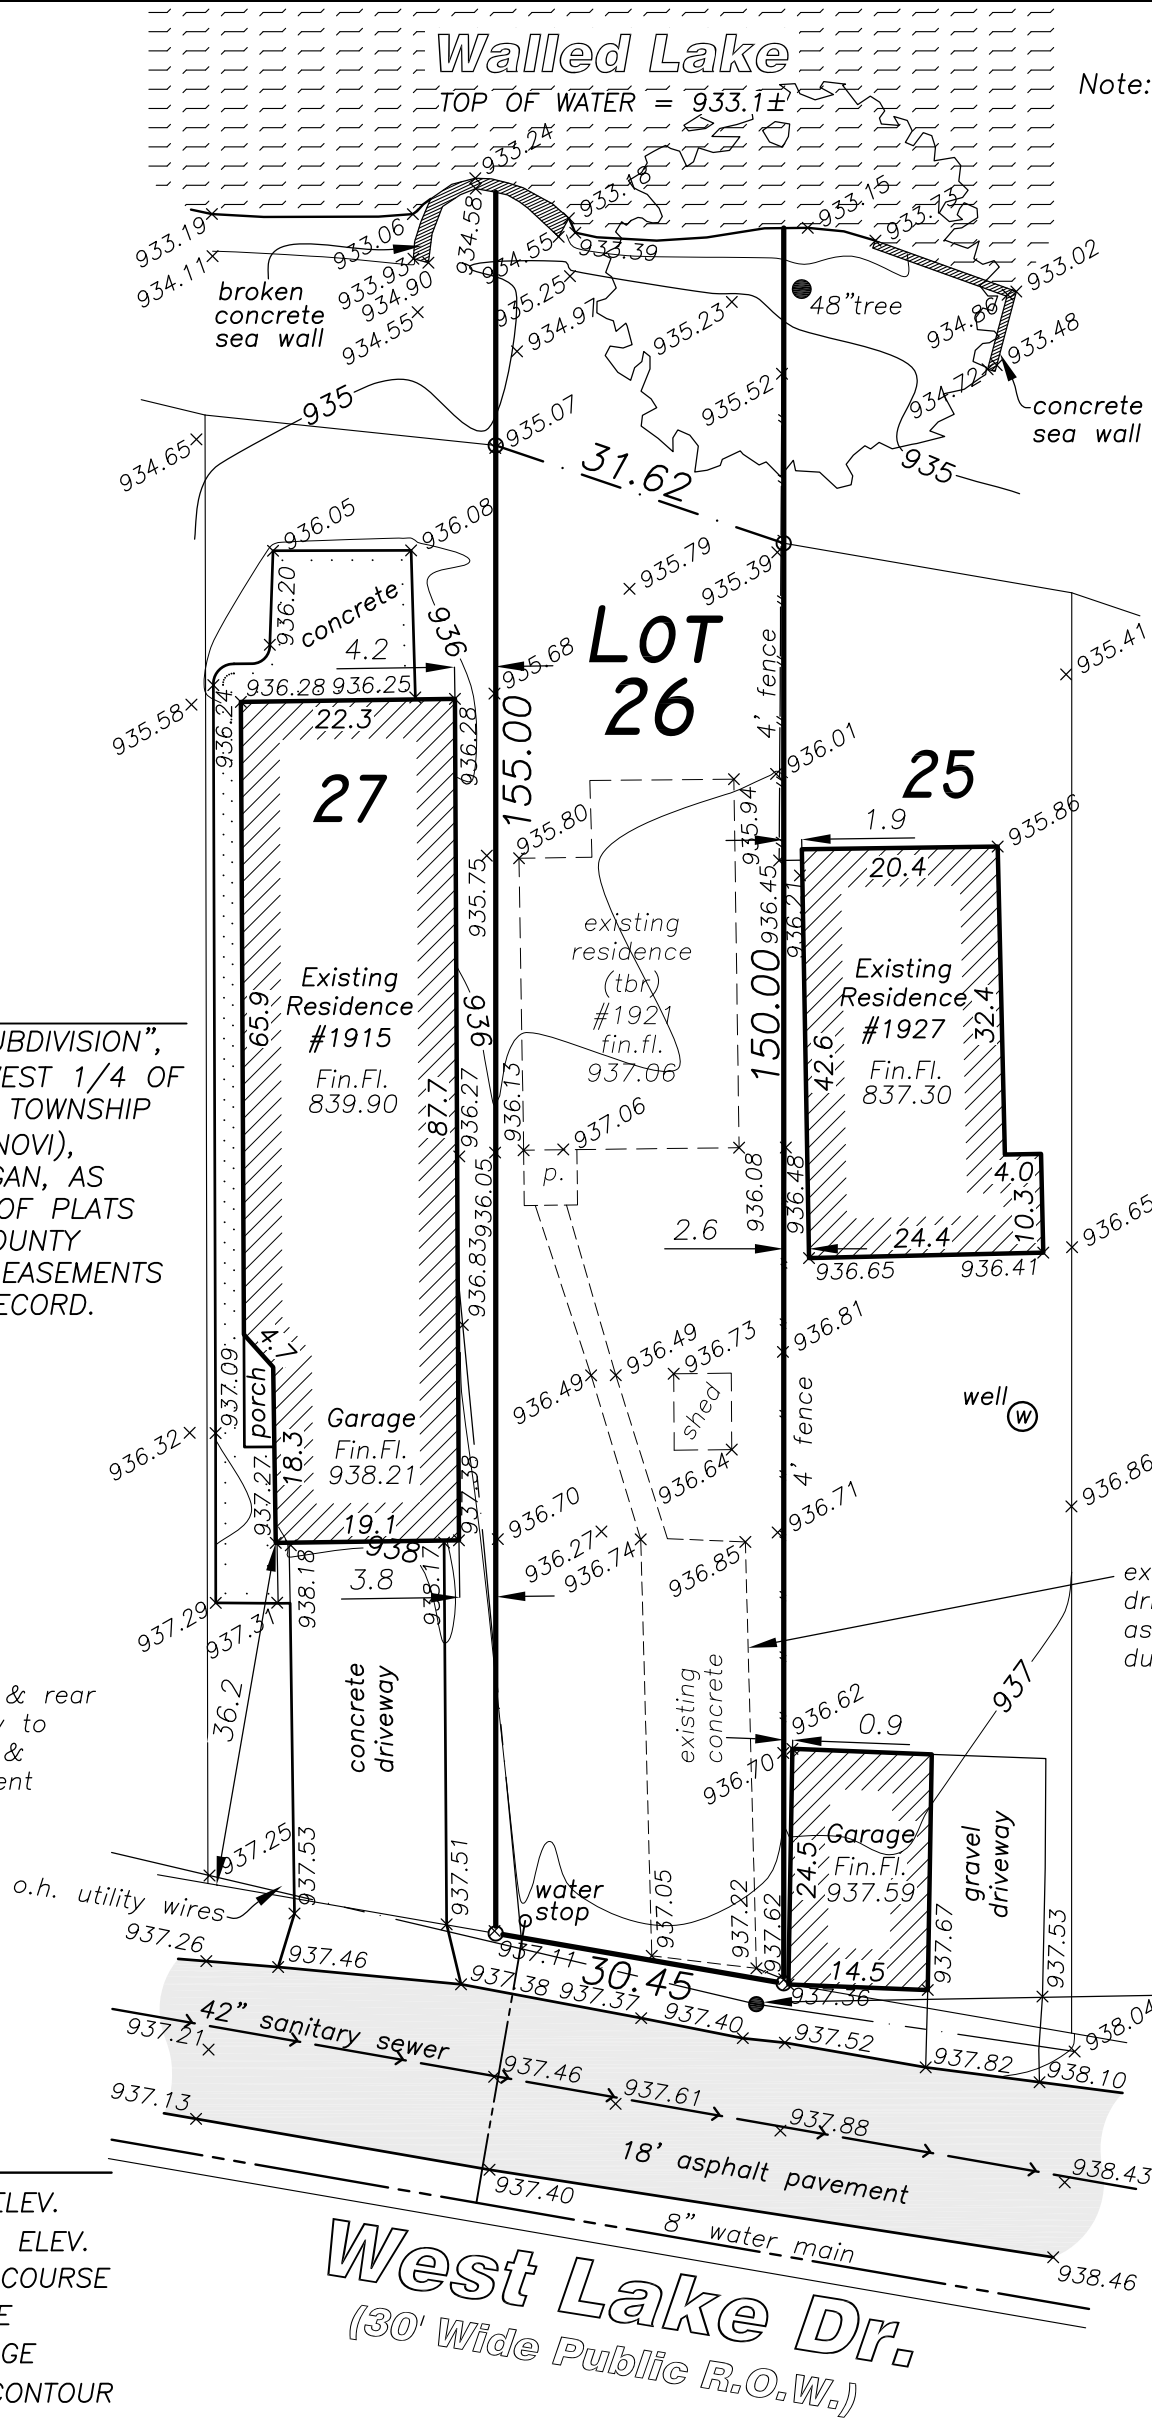 Walled Lake
TOP OF WATER = 933.1±
Note:
933.24
933.18
933.15
933.73
933.19
933.06
934.58
934.55
933.39
933.02
934.11
933.93
934.90
934.55
broken
concrete
sea wall
935.25
934.97
935.23
48"tree
934.86
933.48
934.72
935.52
concrete
sea wall
935
935.07
934.65
31.62
935
936.05
936.08
936.20
concrete
936
935.79
935.39
LOT
26
4' fence
935.41
4.2
935.68
936.28 936.25
936.24
22.3
936.28
935.58
155.00
27
936.01
25
935.80
935.94
1.9
935.86
20.4
935.75
936.45
936.21
existing
residence
(tbr)
#1921
fin.fl.
937.06
150.00
Existing
Residence
#1915
Fin.Fl.
839.90
65.9
936
87.7
Existing
Residence
#1927
Fin.Fl.
837.30
42.6
32.4
UBDIVISION",
VEST 1/4 OF
TOWNSHIP
NOVI),
GAN, AS
OF PLATS
OUNTY
EASEMENTS
ECORD.
936.27
936.13
937.06
p.
936.05
936.83
936.08
936.48
4.0
10.3
2.6
24.4
936.65
936.41
936.65
936.81
936.49
936.73
936.49
shed
936.64
4' fence
well
W
7.4
937.09
porch
18.3
Garage
Fin.Fl.
938.21
936.32
937.27
937.38
936.70
936.71
936.86
19.1
938
936.27
936.74
936.85
938.18
938.17
3.8
937.29
937.31
ex
dri
as
du
36.2
& rear
y to
&
ent
concrete
driveway
existing
concrete
937
936.62
0.9
936.70
Garage
Fin.Fl.
937.59
24.5
gravel
driveway
937.25
937.53
937.51
o.h. utility wires
water
stop
937.05
937.22
937.62
937.67
937.53
937.26
937.46
937.11
30.45
14.5
937.36
937.38
937.37
937.40
937.52
937.82
938.04
938.10
42" sanitary sewer
937.21
937.46
937.61
937.88
937.13
18' asphalt pavement
938.43
937.40
8" water main
938.46
West Lake Dr.
(30' Wide Public R.O.W.)
ELEV.
ELEV.
COURSE
E
GE
CONTOUR